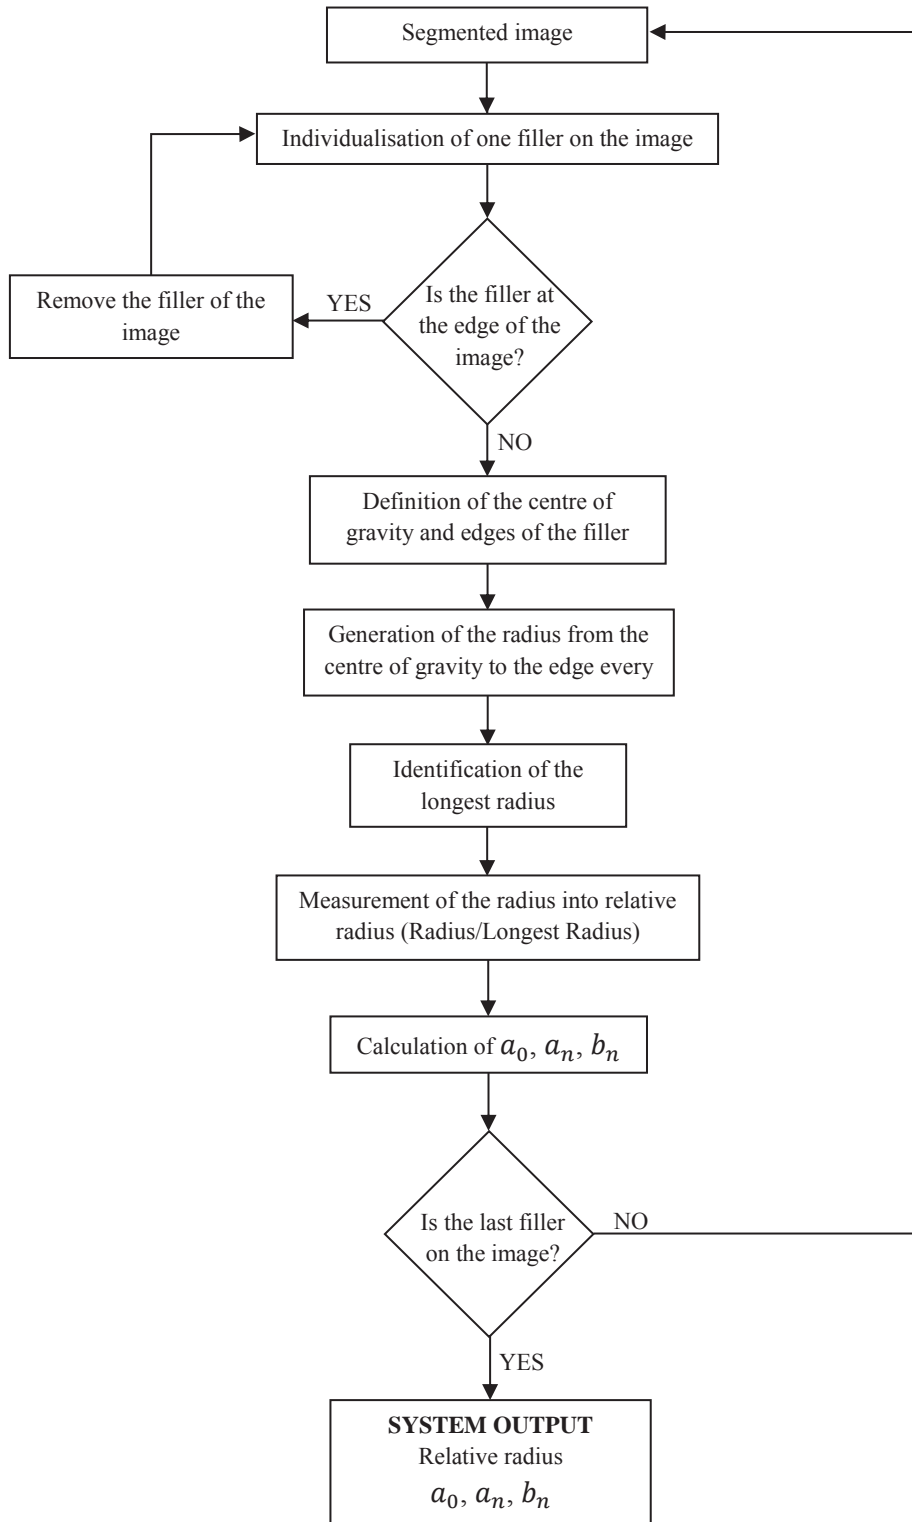 Segmented image
Individualisation of one filler on the image
Is the filler at
the edge of the
image?
YES
Remove the filler of the
image
NO
Definition of the centre of
gravity and edges of the filler
Generation of the radius from the
centre of gravity to the edge every
Identification of the
longest radius
Measurement of the radius into relative
radius (Radius/Longest Radius)
Calculation of a₀, aₙ, bₙ
Is the last filler
on the image?
NO
YES
SYSTEM OUTPUT
Relative radius
a₀, aₙ, bₙ